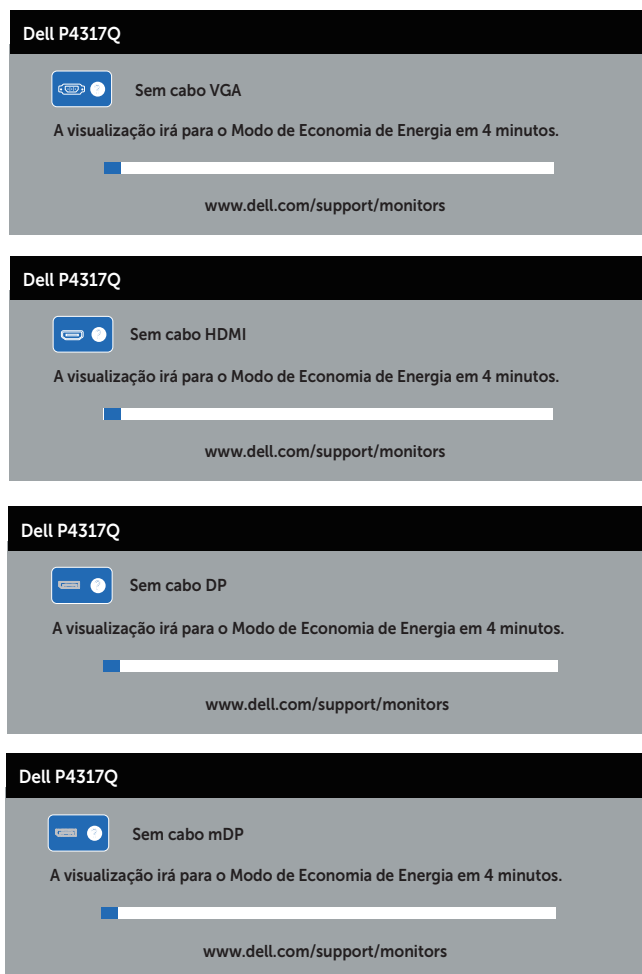 Dell P4317Q
Sem cabo VGA
A visualização irá para o Modo de Economia de Energia em 4 minutos.
www.dell.com/support/monitors
Dell P4317Q
Sem cabo HDMI
A visualização irá para o Modo de Economia de Energia em 4 minutos.
www.dell.com/support/monitors
Dell P4317Q
Sem cabo DP
A visualização irá para o Modo de Economia de Energia em 4 minutos.
www.dell.com/support/monitors
Dell P4317Q
Sem cabo mDP
A visualização irá para o Modo de Economia de Energia em 4 minutos.
www.dell.com/support/monitors